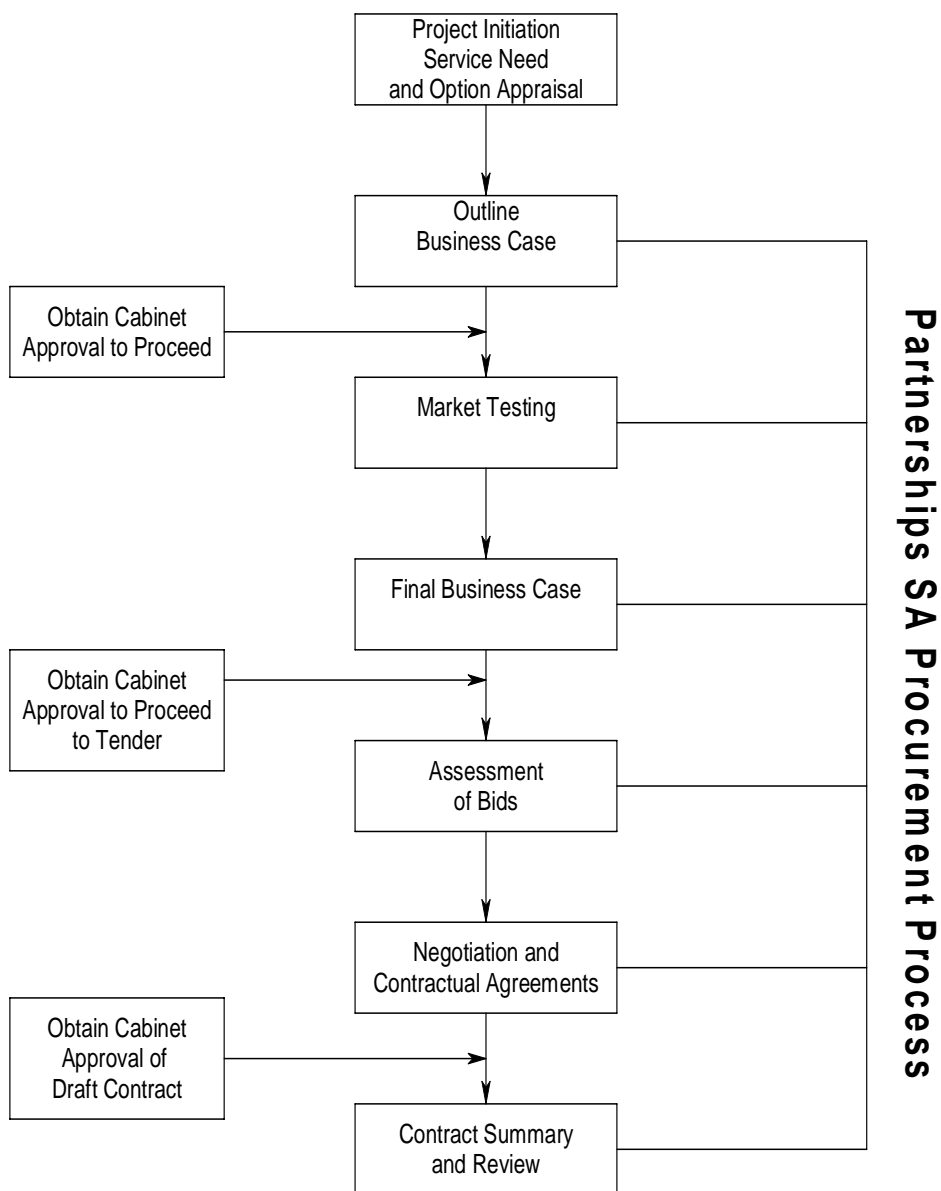 Project Initiation
Service Need
and Option Appraisal
Outline
Business Case
Obtain Cabinet
Approval to Proceed
Market Testing
Final Business Case
Obtain Cabinet
Approval to Proceed
to Tender
Assessment
of Bids
Negotiation and
Contractual Agreements
Obtain Cabinet
Approval of
Draft Contract
Contract Summary
and Review
Partnerships SA Procurement Process